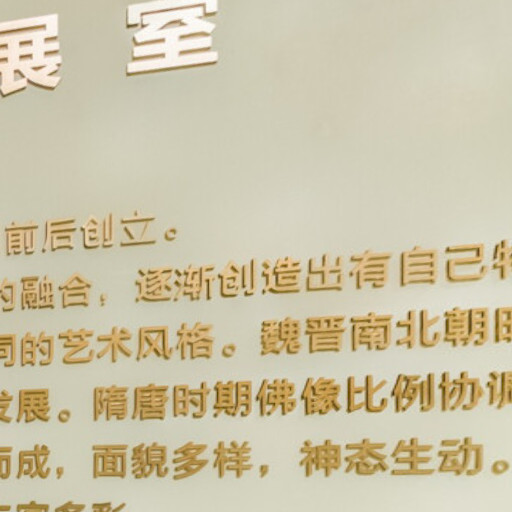 展室
前后创立。
的融合，逐渐创造出有自己特
同的艺术风格。魏晋南北朝时
发展。隋唐时期佛像比例协调
而成，面貌多样，神态生动。